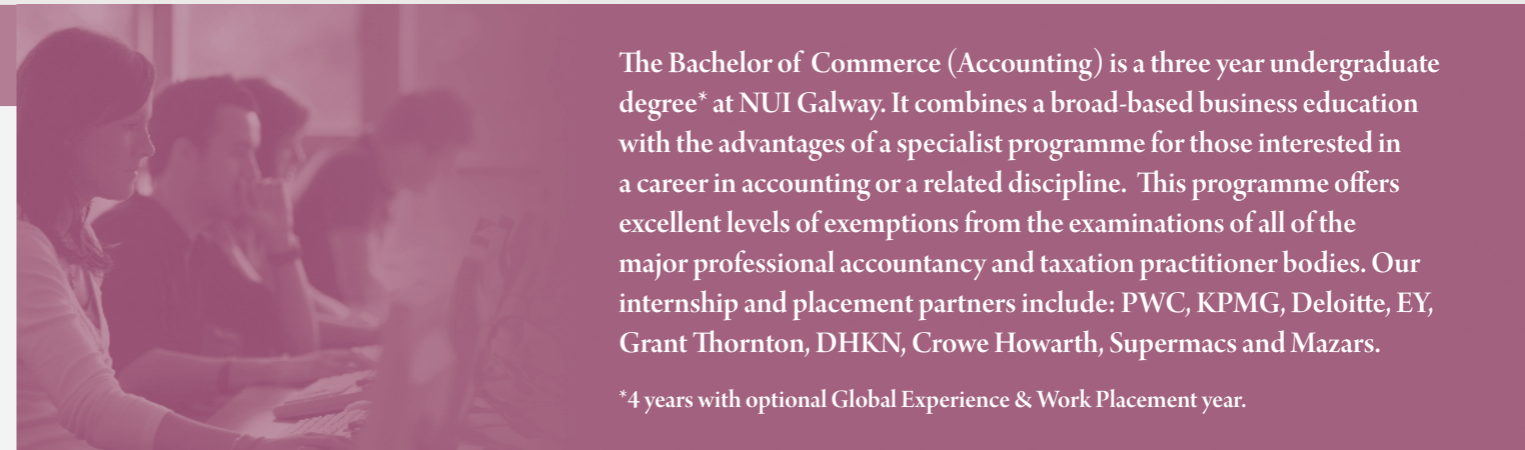 The Bachelor of Commerce (Accounting) is a three year undergraduate
degree* at NUI Galway. It combines a broad-based business education
with the advantages of a specialist programme for those interested in
a career in accounting or a related discipline. This programme offers
excellent levels of exemptions from the examinations of all of the
major professional accountancy and taxation practitioner bodies. Our
internship and placement partners include: PWC, KPMG, Deloitte, EY,
Grant Thornton, DHKN, Crowe Howarth, Supermacs and Mazars.
*4 years with optional Global Experience & Work Placement year.